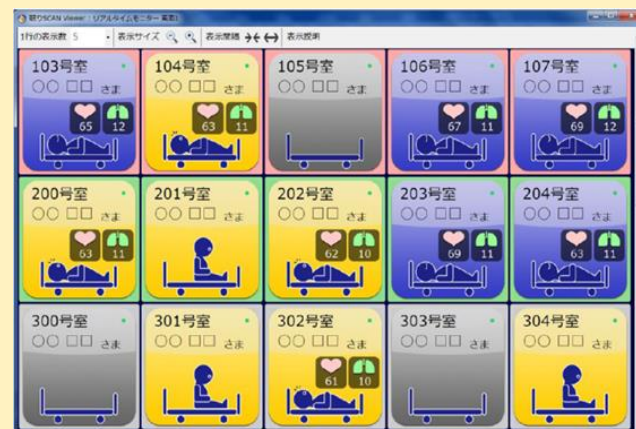 眠りSCAN Viewer : リアルタイムモニター 画面1
1行の表示数 5 表示サイズ 表示間隔 表示説明
103号室 104号室 105号室 106号室 107号室
○○ □□ さま ○○ □□ さま ○○ □□ さま ○○ □□ さま ○○ □□ さま
65 12 63 11 67 11 69 12
200号室 201号室 202号室 203号室 204号室
○○ □□ さま ○○ □□ さま ○○ □□ さま ○○ □□ さま ○○ □□ さま
63 11 62 10 69 11 63 11
300号室 301号室 302号室 303号室 304号室
○○ □□ さま ○○ □□ さま ○○ □□ さま ○○ □□ さま ○○ □□ さま
61 10